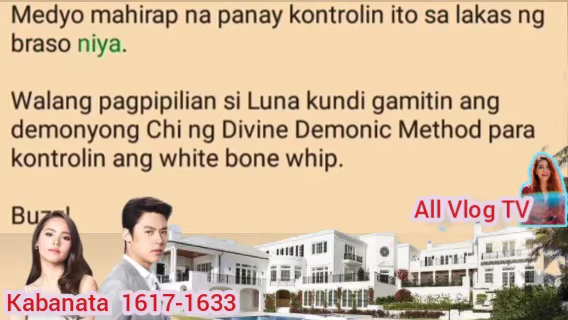 Medyo mahirap na panay kontrolin ito sa lakas ng
braso niya.
Walang pagpipilian si Luna kundi gamitin ang
demonyong Chi ng Divine Demonic Method para
kontrolin ang white bone whip.
All Vlog TV
Kabanata 1617-1633